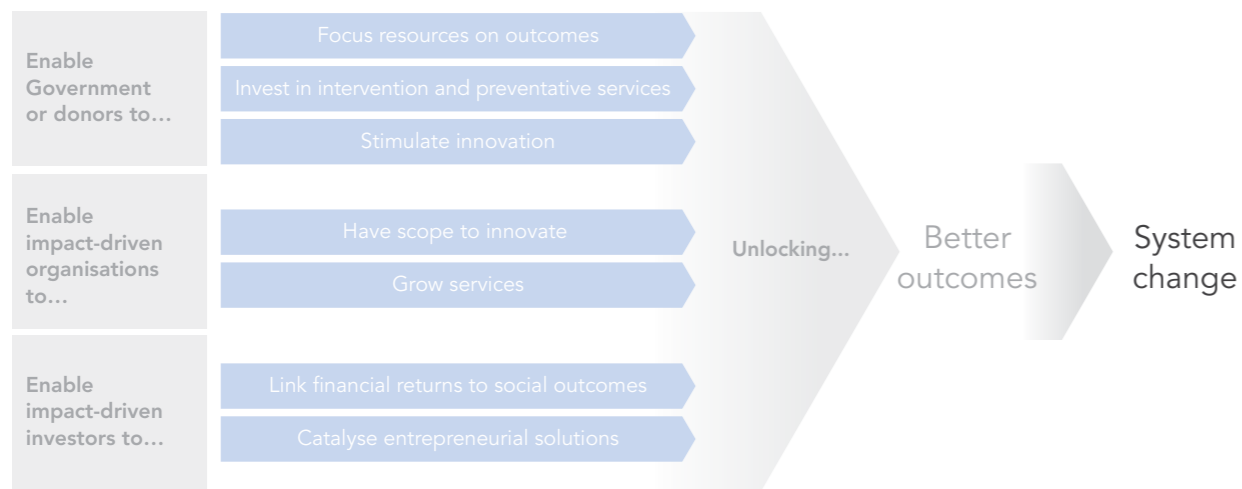 Enable
Government
or donors to…
Focus resources on outcomes
Invest in intervention and preventative services
Stimulate innovation
Enable
impact-driven
organisations
to…
Have scope to innovate
Grow services
Enable
impact-driven
investors to…
Link financial returns to social outcomes
Catalyse entrepreneurial solutions
Unlocking...
Better
outcomes
System
change